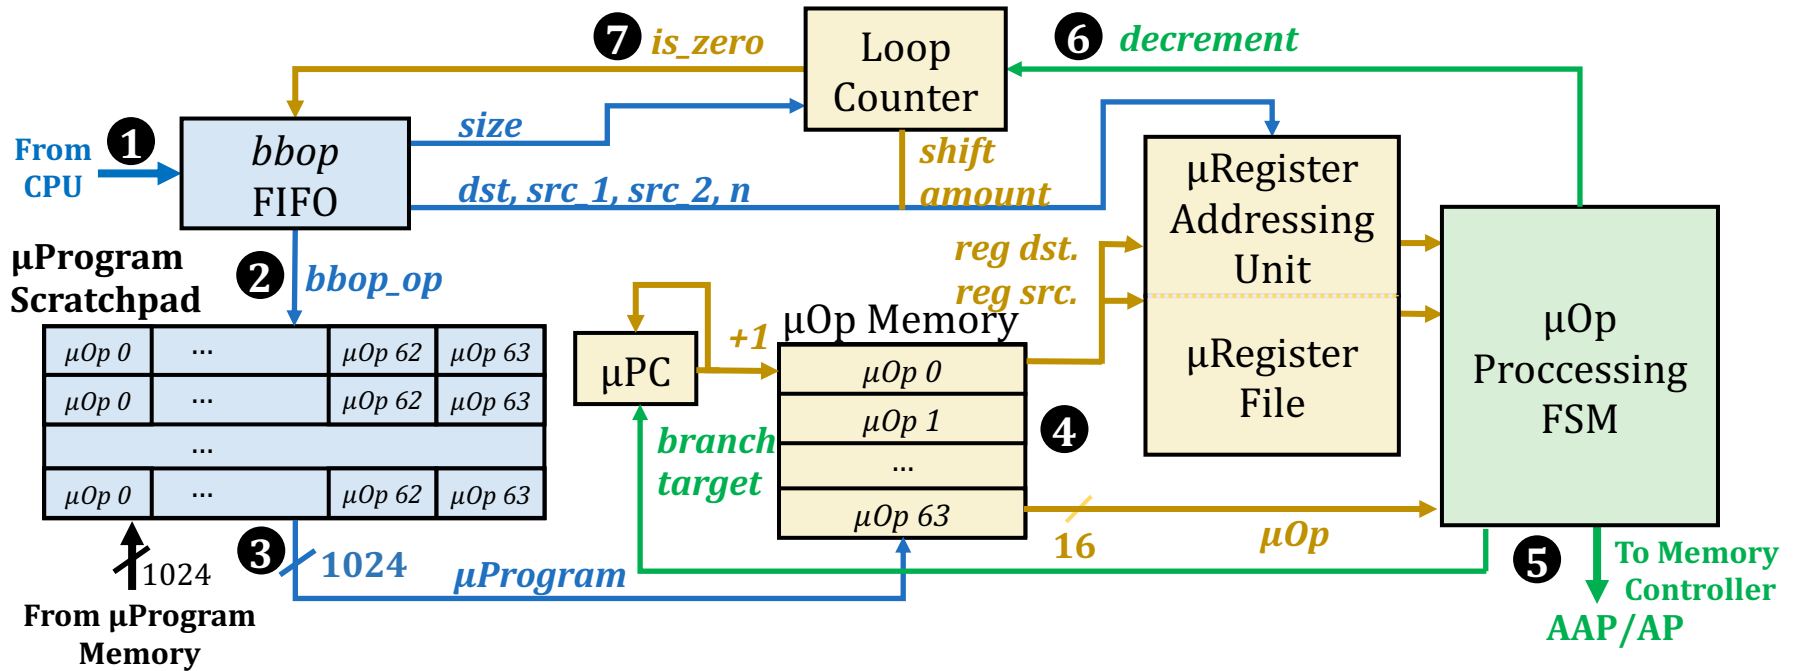 7 is_zero
Loop
Counter
6 decrement
From
CPU
1
bbop
FIFO
size
dst, src_1, src_2, n
shift
amount
μRegister
Addressing
Unit
μRegister
File
μProgram
Scratchpad
2 bbop_op
μOp 0 ... μOp 62 μOp 63
μOp 0 ... μOp 62 μOp 63
...
μOp 0 ... μOp 62 μOp 63
3 1024
1024
From μProgram
Memory
μProgram
μPC
+1
branch
target
μOp Memory
μOp 0
μOp 1
...
μOp 63
4
reg dst.
reg src.
16
μOp
μOp
Proccessing
FSM
5
To Memory
Controller
AAP/AP